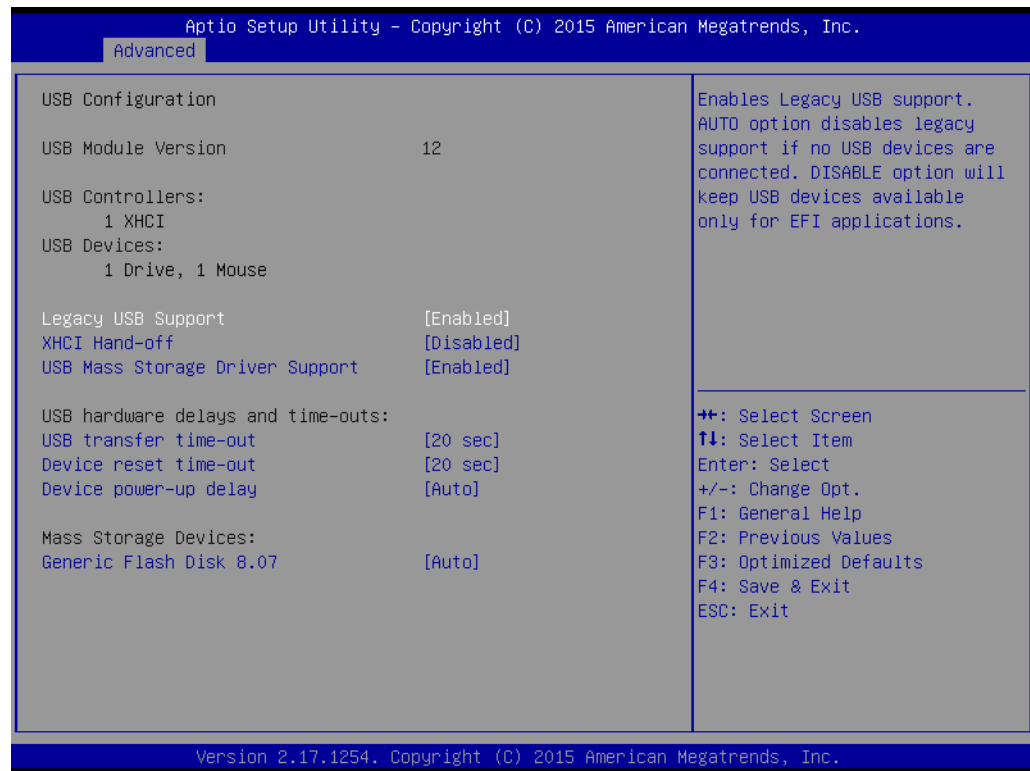 Aptio Setup Utility – Copyright (C) 2015 American Megatrends, Inc.
Advanced
USB Configuration
USB Module Version 12
USB Controllers:
1 XHCI
USB Devices:
1 Drive, 1 Mouse
Legacy USB Support [Enabled]
XHCI Hand-off [Disabled]
USB Mass Storage Driver Support [Enabled]
USB hardware delays and time-outs:
USB transfer time-out [20 sec]
Device reset time-out [20 sec]
Device power-up delay [Auto]
Mass Storage Devices:
Generic Flash Disk 8.07 [Auto]
Enables Legacy USB support.
AUTO option disables legacy
support if no USB devices are
connected. DISABLE option will
keep USB devices available
only for EFI applications.
→←: Select Screen
↑↓: Select Item
Enter: Select
+/-: Change Opt.
F1: General Help
F2: Previous Values
F3: Optimized Defaults
F4: Save & Exit
ESC: Exit
Version 2.17.1254. Copyright (C) 2015 American Megatrends, Inc.